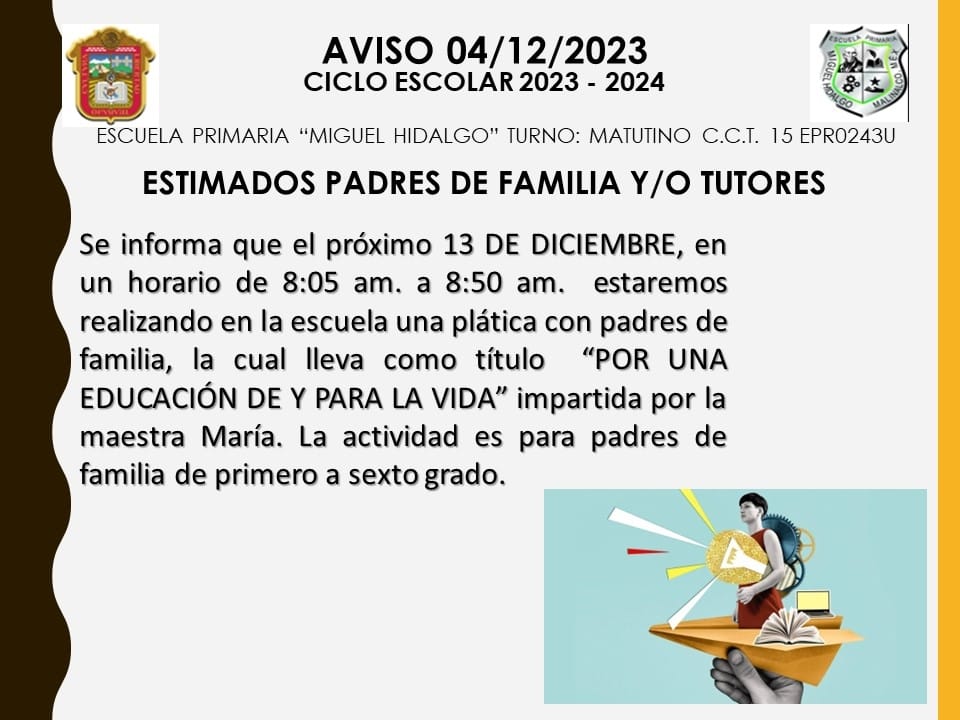 AVISO 04/12/2023
CICLO ESCOLAR 2023 - 2024
ESCUELA PRIMARIA “MIGUEL HIDALGO” TURNO: MATUTINO C.C.T. 15 EPR0243U
ESTIMADOS PADRES DE FAMILIA Y/O TUTORES
Se informa que el próximo 13 DE DICIEMBRE, en
un horario de 8:05 am. a 8:50 am. estaremos
realizando en la escuela una plática con padres de
familia, la cual lleva como título “POR UNA
EDUCACIÓN DE Y PARA LA VIDA” impartida por la
maestra María. La actividad es para padres de
familia de primero a sexto grado.
ESCUELA PRIMARIA
MIGUEL HIDALGO
MALINALCO, MÉX